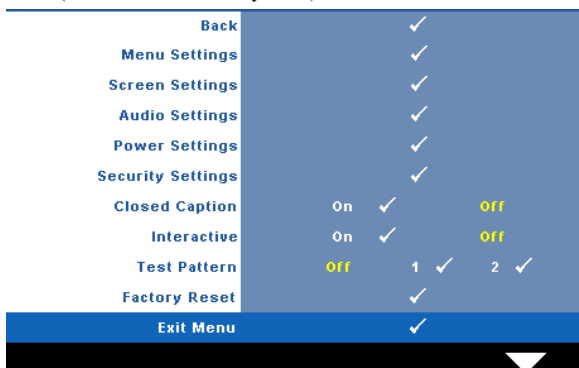 Back ✓
Menu Settings ✓
Screen Settings ✓
Audio Settings ✓
Power Settings ✓
Security Settings ✓
Closed Caption On ✓ Off
Interactive On ✓ Off
Test Pattern Off 1 ✓ 2 ✓
Factory Reset ✓
Exit Menu ✓